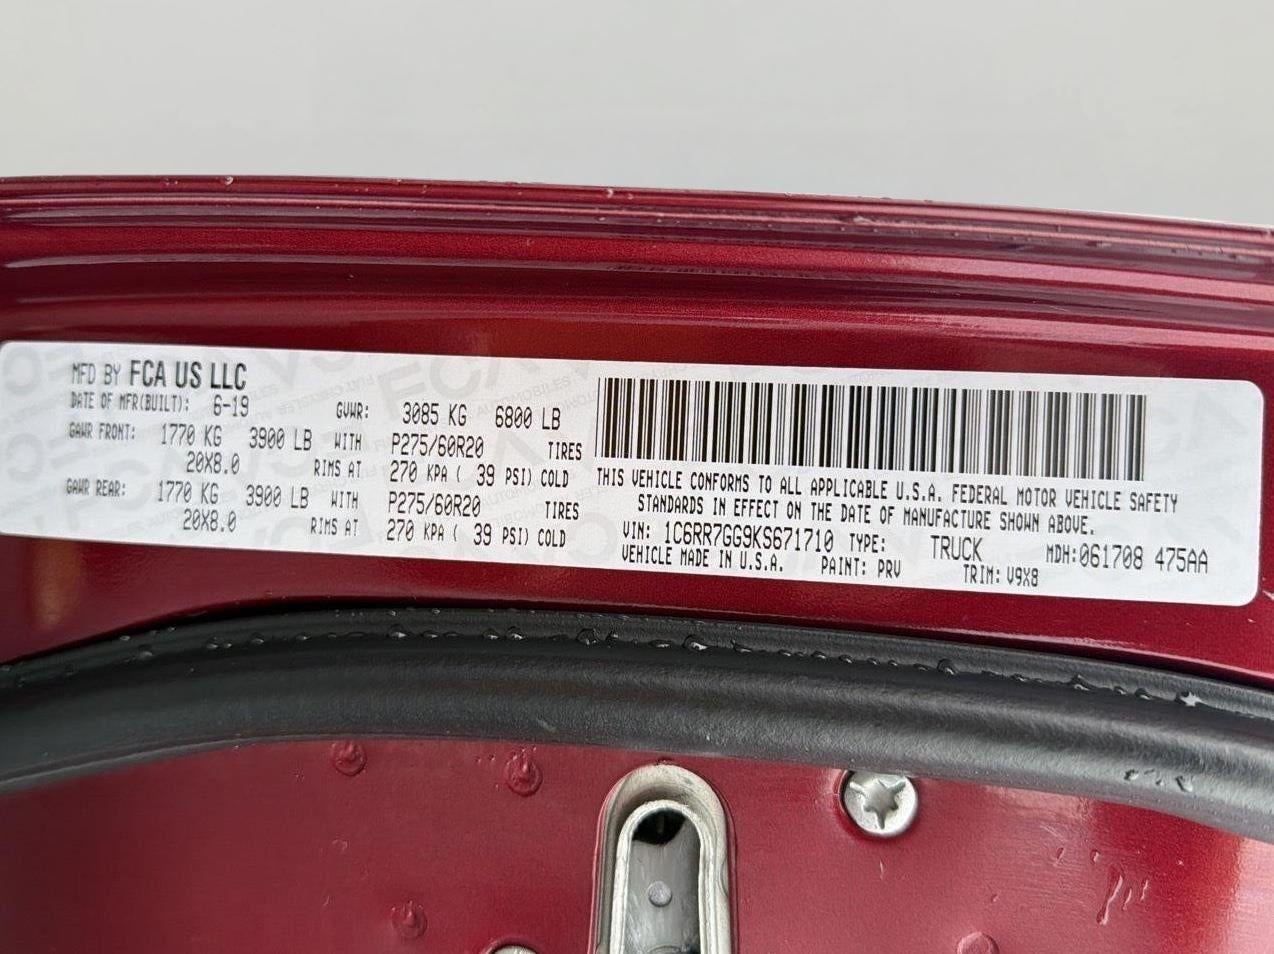 MFD BY FCA US LLC
DATE OF MFR(BUILT): 6-19 GVWR: 3085 KG 6800 LB
GAWR FRONT: 1770 KG 3900 LB WITH P275/60R20 TIRES
20X8.0 RIMS AT 270 KPA ( 39 PSI) COLD
GAWR REAR: 1770 KG 3900 LB WITH P275/60R20 TIRES
20X8.0 RIMS AT 270 KPA ( 39 PSI) COLD
THIS VEHICLE CONFORMS TO ALL APPLICABLE U.S.A. FEDERAL MOTOR VEHICLE SAFETY
STANDARDS IN EFFECT ON THE DATE OF MANUFACTURE SHOWN ABOVE.
VIN: 1C6RR7GG9KS671710 TYPE: TRUCK MDH:061708 475AA
VEHICLE MADE IN U.S.A. PAINT: PRV TRIM: V9X8